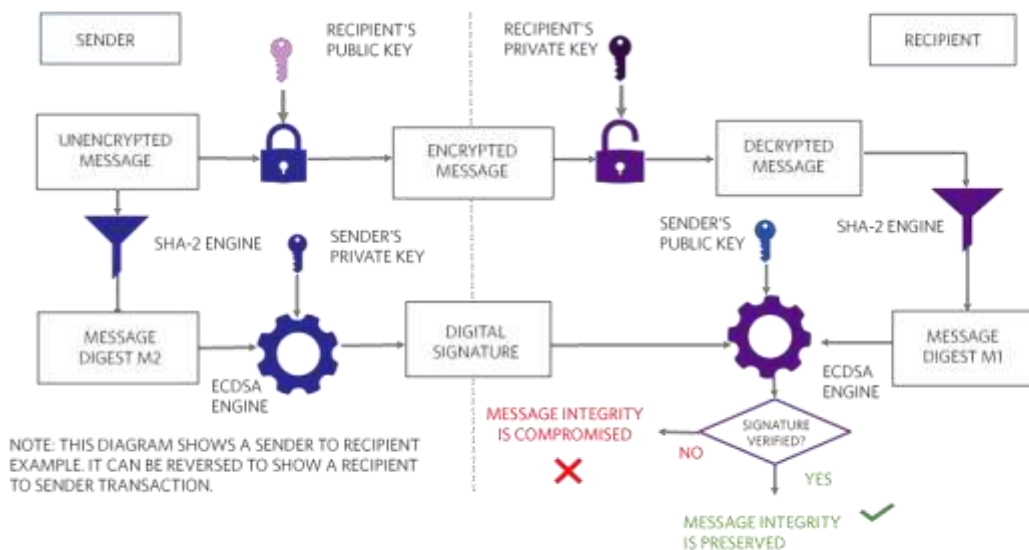 SENDER
RECIPIENT'S
PUBLIC KEY
RECIPIENT'S
PRIVATE KEY
RECIPIENT
UNENCRYPTED
MESSAGE
ENCRYPTED
MESSAGE
DECRYPTED
MESSAGE
SHA-2 ENGINE
SENDER'S
PRIVATE KEY
SENDER'S
PUBLIC KEY
SHA-2 ENGINE
MESSAGE
DIGEST M2
ECDSA
ENGINE
DIGITAL
SIGNATURE
ECDSA
ENGINE
MESSAGE
DIGEST M1
MESSAGE INTEGRITY
IS COMPROMISED
NO
SIGNATURE
VERIFIED?
YES
NOTE: THIS DIAGRAM SHOWS A SENDER TO RECIPIENT
EXAMPLE. IT CAN BE REVERSED TO SHOW A RECIPIENT
TO SENDER TRANSACTION.
MESSAGE INTEGRITY
IS PRESERVED